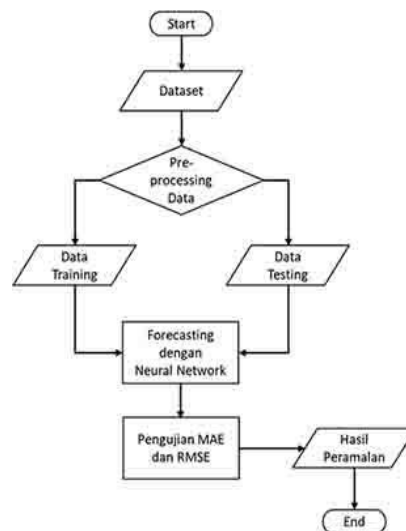 Start
Dataset
Pre-
processing
Data
Data
Training
Data
Testing
Forecasting
dengan
Neural Network
Pengujian MAE
dan RMSE
Hasil
Peramalan
End